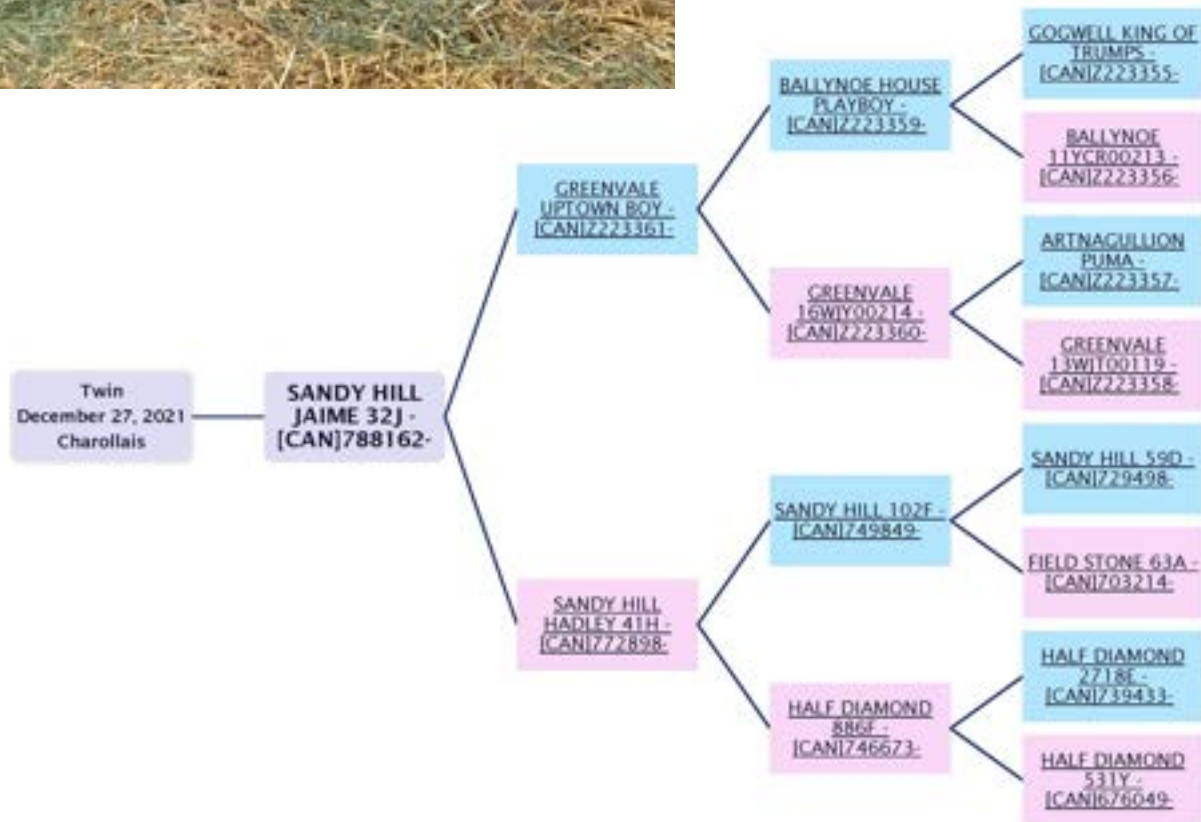 Twin
December 27, 2021
Charollais
SANDY HILL
JAIME 32J -
[CAN]788162-
GREENVALE
UPTOWN BOY -
[CAN]Z223361-
SANDY HILL
HADLEY 41H -
[CAN]772898-
BALLYNOE HOUSE
PLAYBOY -
[CAN]Z223359-
GREENVALE
16WJY00214 -
[CAN]Z223360-
SANDY HILL 102F -
[CAN]749849-
HALF DIAMOND
886F -
[CAN]746673-
GOGWELL KING OF
TRUMPS -
[CAN]Z223355-
BALLYNOE
11YCR00213 -
[CAN]Z223356-
ARTNAGULLION
PUMA -
[CAN]Z223357-
GREENVALE
13WJT00119 -
[CAN]Z223358-
SANDY HILL 59D -
[CAN]729498-
FIELD STONE 63A -
[CAN]703214-
HALF DIAMOND
2718E -
[CAN]739433-
HALF DIAMOND
531Y -
[CAN]676049-